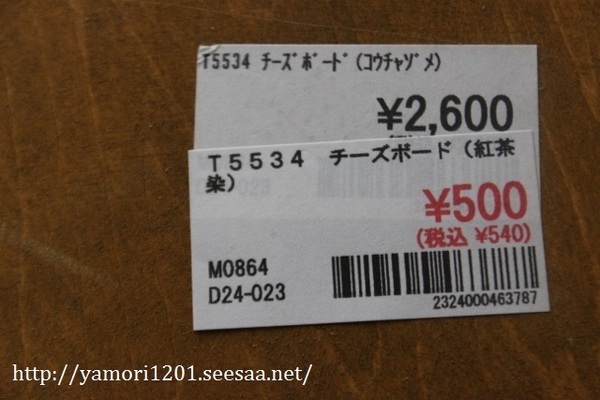 T5534 ﾁｰｽﾞﾎﾞｰﾄﾞ(ｺｳﾁｬｿﾞﾒ)
¥2,600
Ｔ５５３４　チーズボード（紅茶
染）
¥500
(税込 ¥540)
M0864
D24-023
2324000463787
http://yamori1201.seesaa.net/